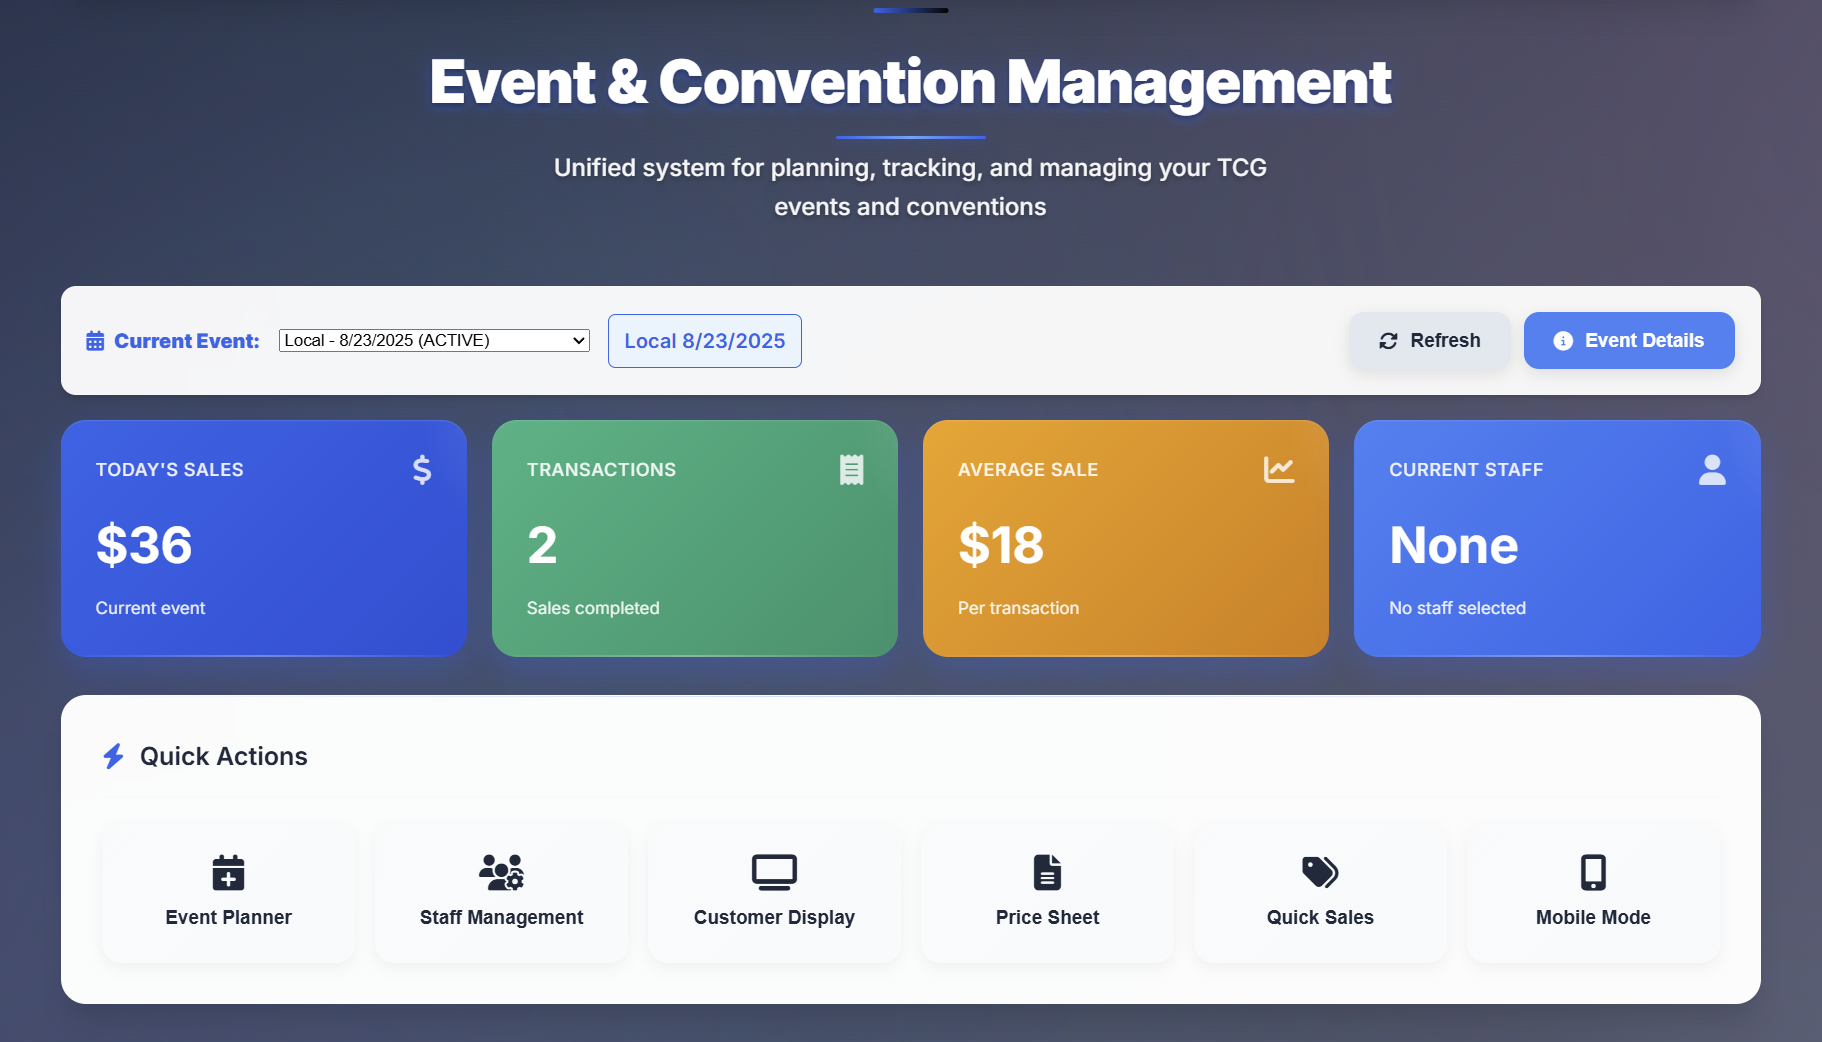 Event & Convention Management
Unified system for planning, tracking, and managing your TCG
events and conventions
Current Event:
Local - 8/23/2025 (ACTIVE)
Local 8/23/2025
Refresh
Event Details
TODAY'S SALES
$36
Current event
TRANSACTIONS
2
Sales completed
AVERAGE SALE
$18
Per transaction
CURRENT STAFF
None
No staff selected
Quick Actions
Event Planner
Staff Management
Customer Display
Price Sheet
Quick Sales
Mobile Mode